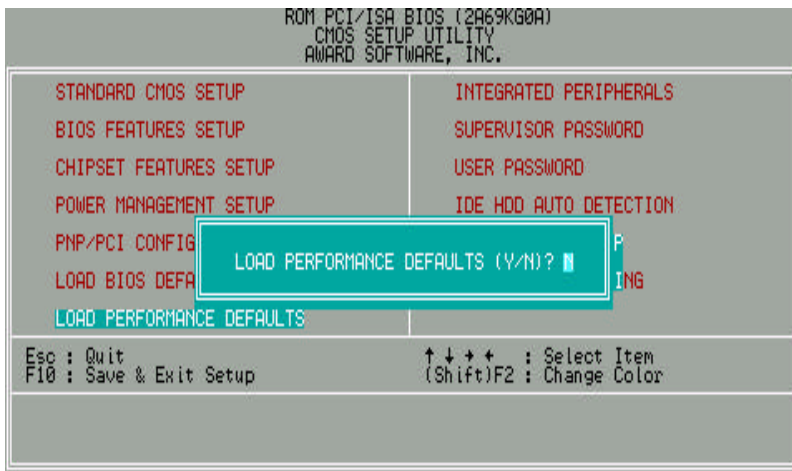 ROM PCI/ISA BIOS (2A69KG0A)
CMOS SETUP UTILITY
AWARD SOFTWARE, INC.
STANDARD CMOS SETUP
BIOS FEATURES SETUP
CHIPSET FEATURES SETUP
POWER MANAGEMENT SETUP
PNP/PCI CONFIG
LOAD BIOS DEFA
LOAD PERFORMANCE DEFAULTS
INTEGRATED PERIPHERALS
SUPERVISOR PASSWORD
USER PASSWORD
IDE HDD AUTO DETECTION
P
ING
LOAD PERFORMANCE DEFAULTS (Y/N)? N
Esc : Quit
F10 : Save & Exit Setup
↑ ↓ → ← : Select Item
(Shift)F2 : Change Color